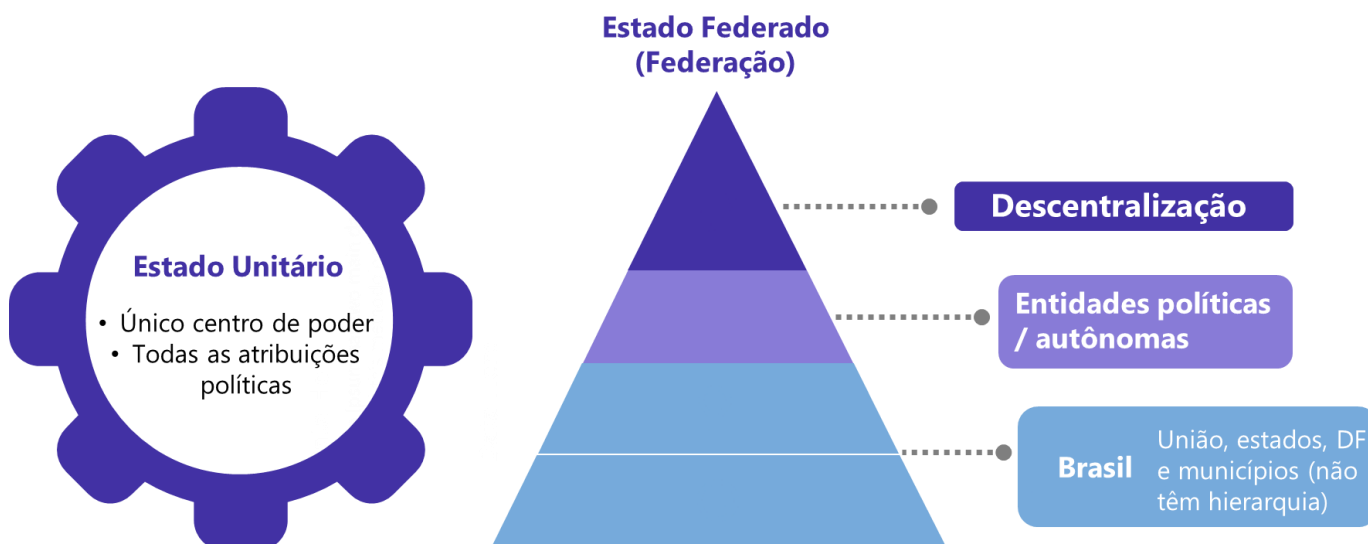 Estado Federado
(Federação)
Estado Unitário
• Único centro de poder
• Todas as atribuições
políticas
Descentralização
Entidades políticas
/ autônomas
Brasil
União, estados, DF
e municípios (não
têm hierarquia)